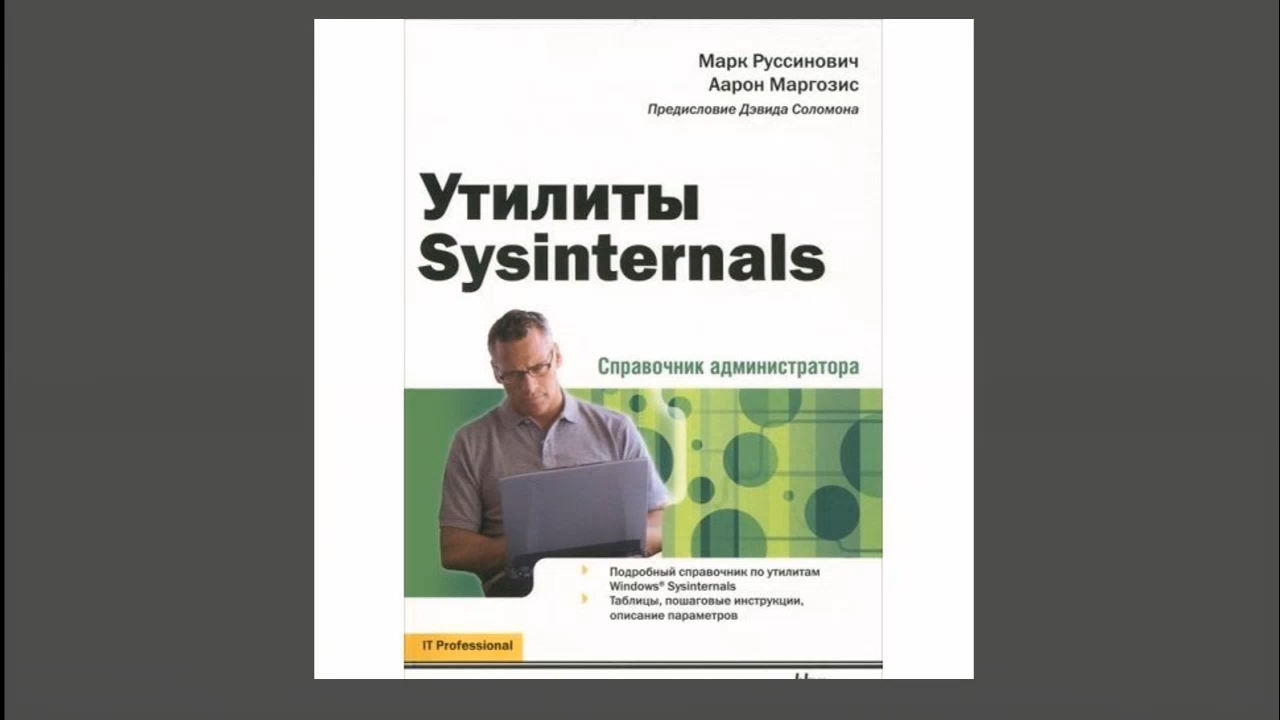 Марк Руссинович
Аарон Маргозис
Предисловие Дэвида Соломона
Утилиты
Sysinternals
Справочник администратора
Подробный справочник по утилитам
Windows® Sysinternals
Таблицы, пошаговые инструкции,
описание параметров
IT Professional